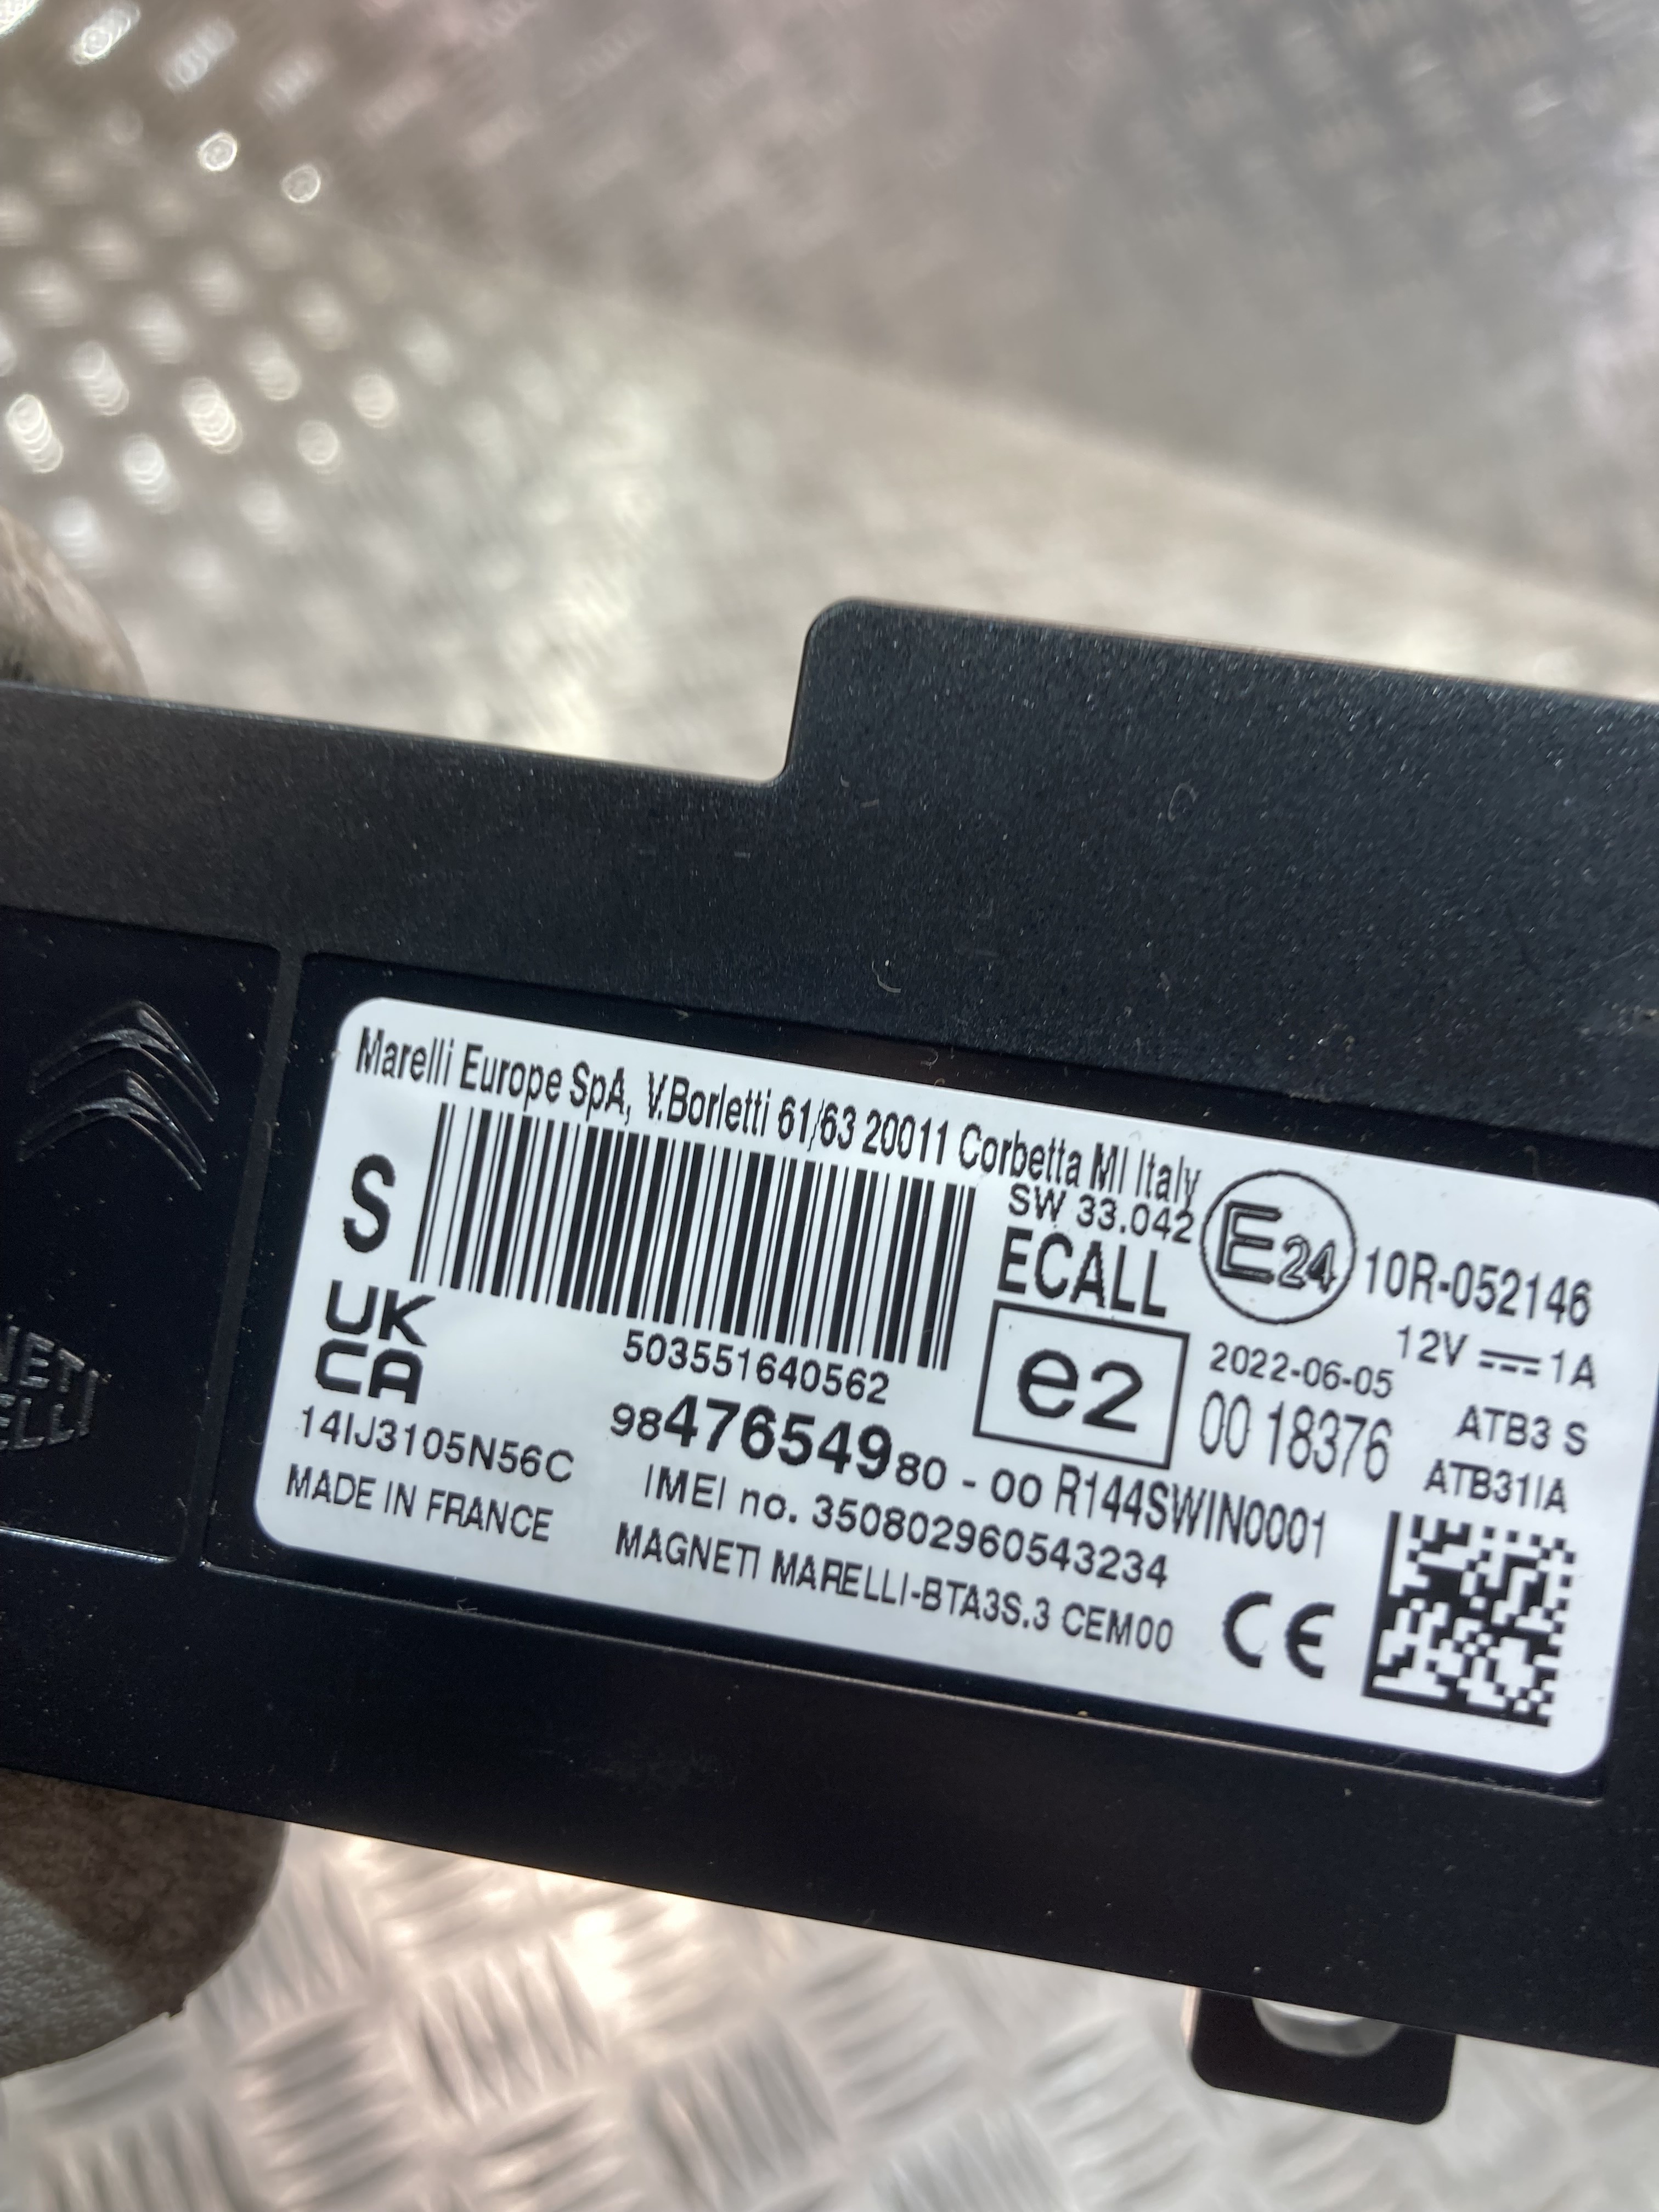 Marelli Europe SpA, V.Borletti 61/63 20011 Corbetta MI Italy
S
SW 33.042
ECALL
E24
10R-052146
UK
CA
503551640562
e2
2022-06-05
12V ⎓ 1A
00 18376
ATB3 S
14IJ3105N56C
9847654980 - 00 R144SWIN0001
ATB31IA
MADE IN FRANCE
IMEI no. 350802960543234
MAGNETI MARELLI-BTA3S.3 CEM00
CE